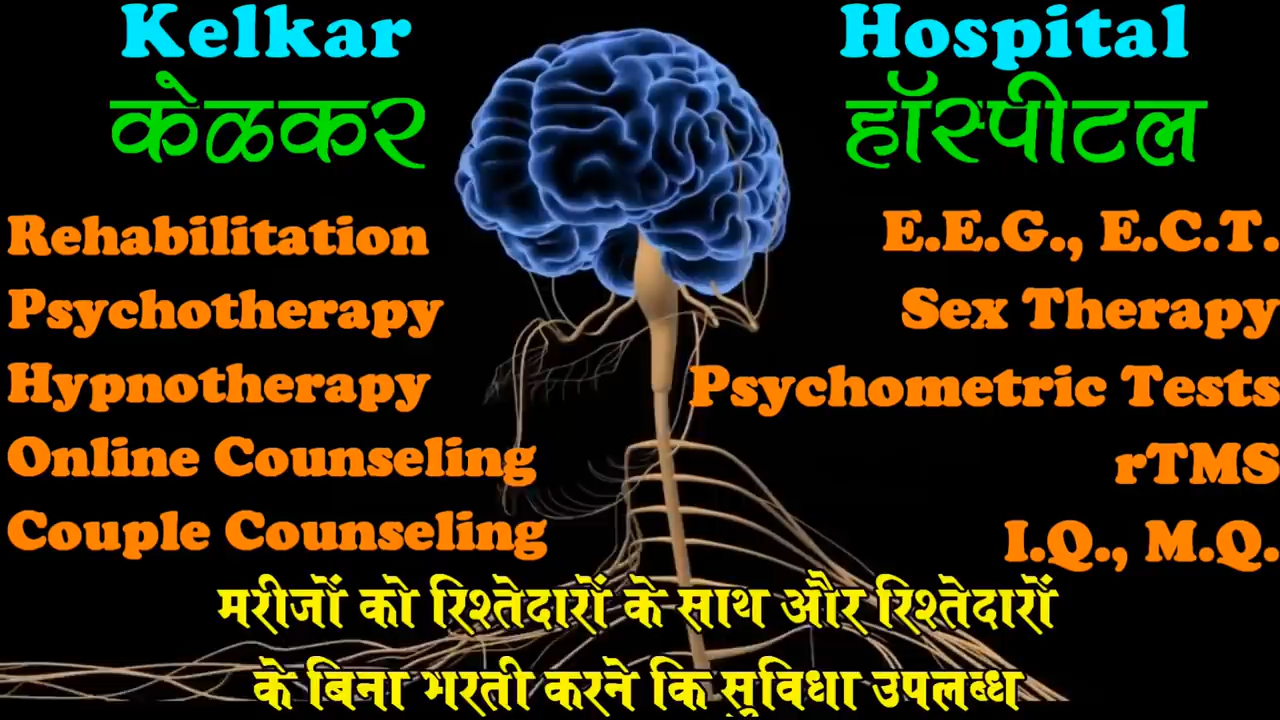 Kelkar Hospital
केळकर हॉस्पीटल
Rehabilitation
Psychotherapy
Hypnotherapy
Online Counseling
Couple Counseling
E.E.G., E.C.T.
Sex Therapy
Psychometric Tests
rTMS
I.Q., M.Q.
मरीजों को रिश्तेदारों के साथ और रिश्तेदारों
के बिना भरती करने कि सुविधा उपलब्ध